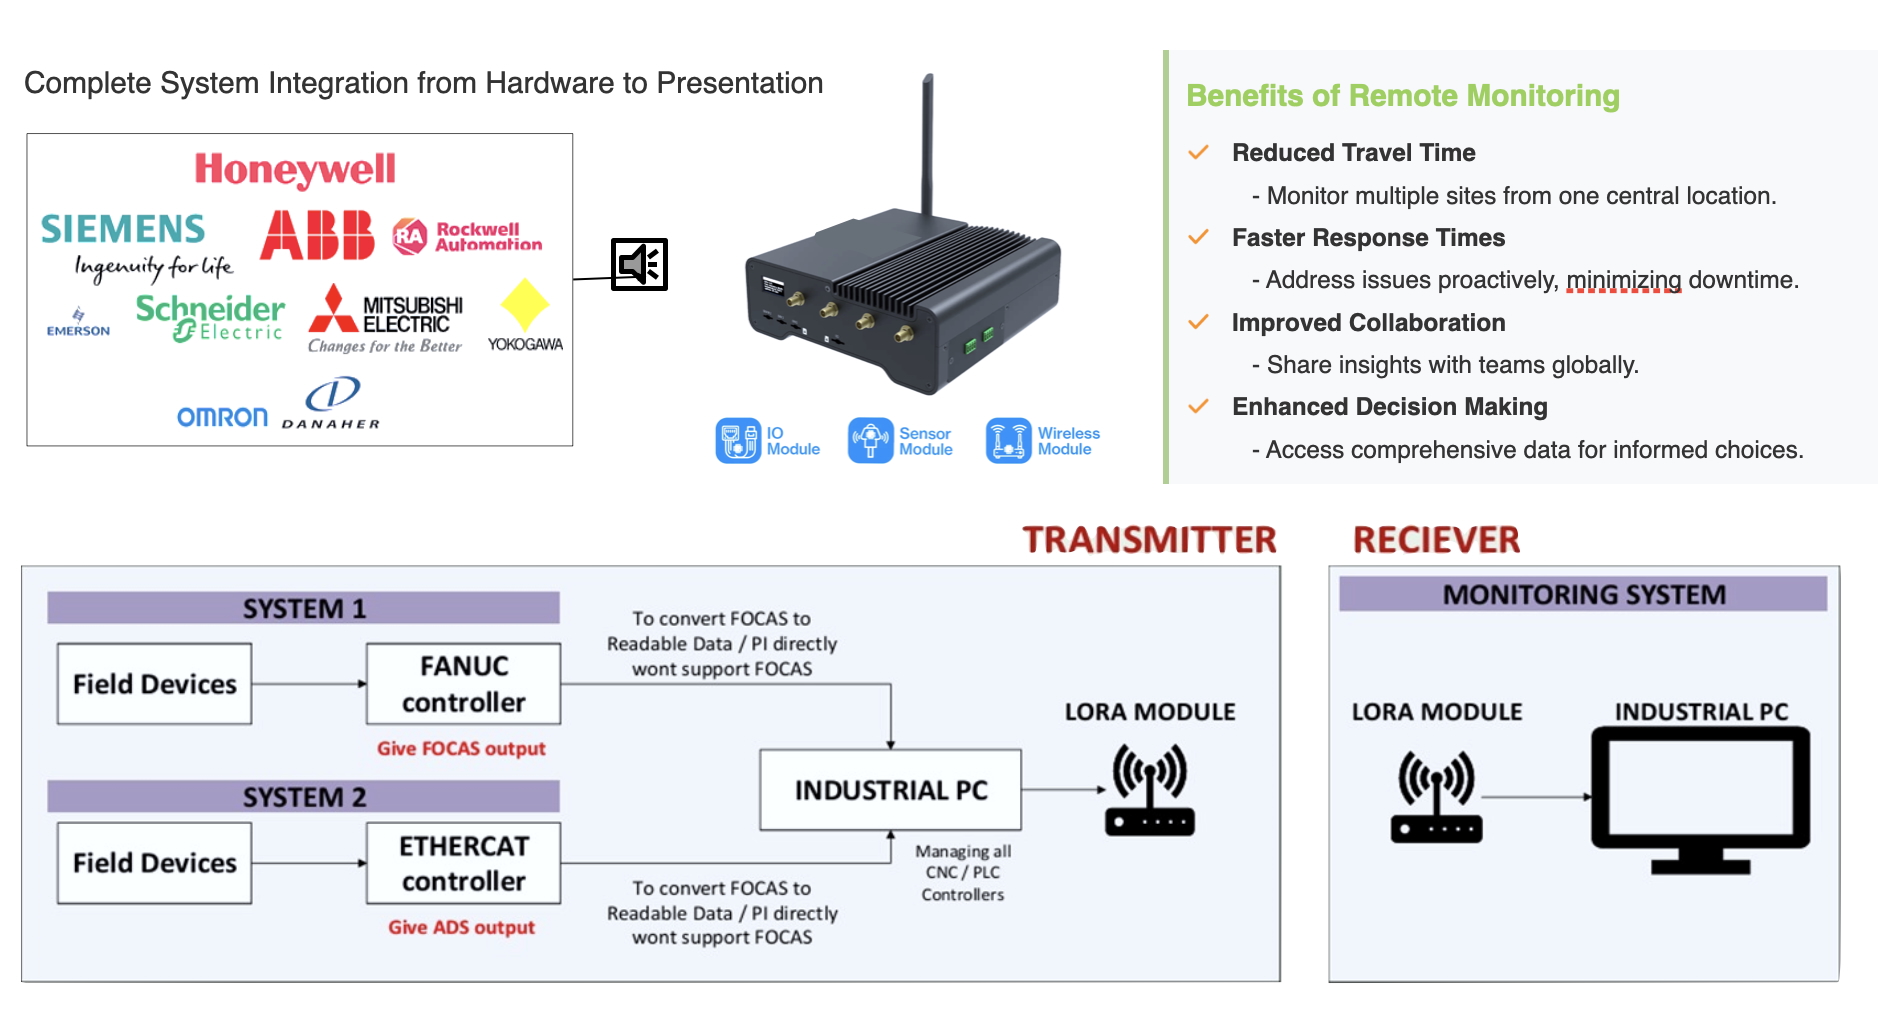 Complete System Integration from Hardware to Presentation
Honeywell
SIEMENS
Ingenuity for life
ABB
RA
Rockwell
Automation
EMERSON
Schneider
Electric
MITSUBISHI
ELECTRIC
Changes for the Better
YOKOGAWA
OMRON
DANAHER
IO
Module
Sensor
Module
Wireless
Module
Benefits of Remote Monitoring
Reduced Travel Time
- Monitor multiple sites from one central location.
Faster Response Times
- Address issues proactively, minimizing downtime.
Improved Collaboration
- Share insights with teams globally.
Enhanced Decision Making
- Access comprehensive data for informed choices.
TRANSMITTER
SYSTEM 1
Field Devices
FANUC
controller
Give FOCAS output
To convert FOCAS to
Readable Data / PI directly
wont support FOCAS
SYSTEM 2
Field Devices
ETHERCAT
controller
Give ADS output
To convert FOCAS to
Readable Data / PI directly
wont support FOCAS
INDUSTRIAL PC
Managing all
CNC / PLC
Controllers
LORA MODULE
RECIEVER
MONITORING SYSTEM
LORA MODULE
INDUSTRIAL PC